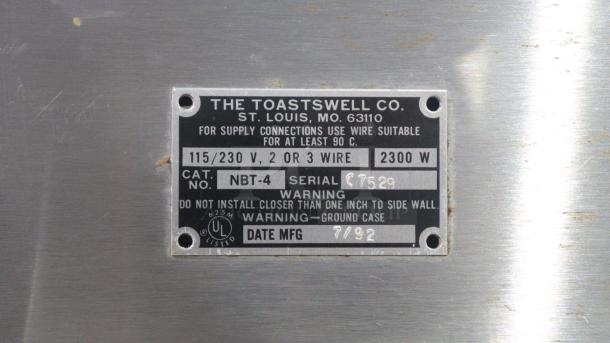 THE TOASTSWELL CO.
ST. LOUIS, MO. 63110
FOR SUPPLY CONNECTIONS USE WIRE SUITABLE
FOR AT LEAST 90 C.
115/230 V, 2 OR 3 WIRE 2300 W
CAT. NO. NBT-4 SERIAL 87529
WARNING
DO NOT INSTALL CLOSER THAN ONE INCH TO SIDE WALL.
WARNING—GROUND CASE
623M
UL
® LISTED
DATE MFG 7/92